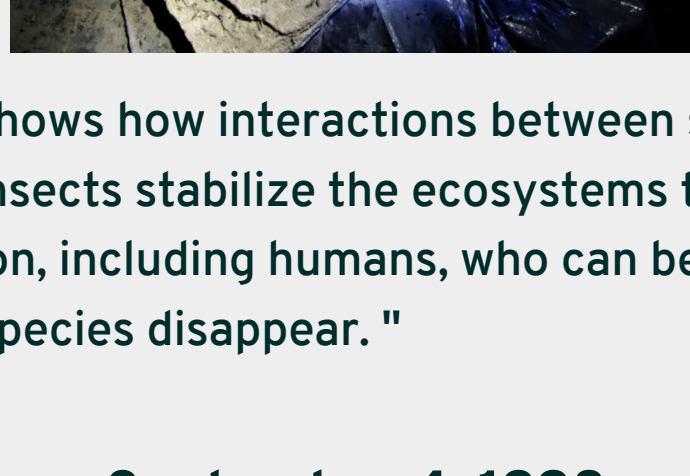 hows how interactions between
nsects stabilize the ecosystems
on, including humans, who can be
pecies disappear. "